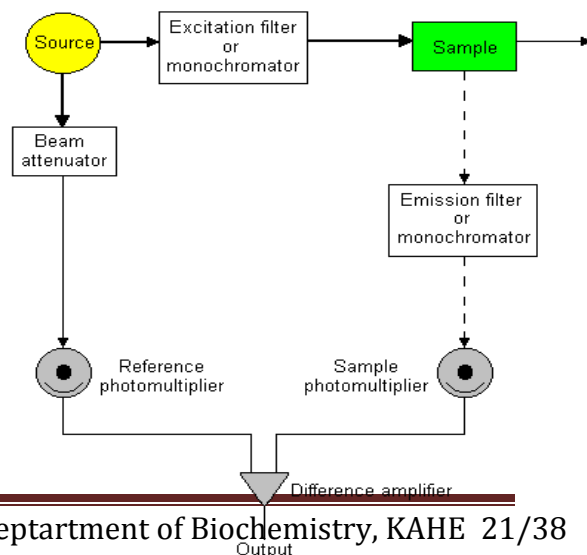 Source
Excitation filter
or
monochromator
Sample
Beam
attenuator
Emission filter
or
monochromator
Reference
photomultiplier
Sample
photomultiplier
Difference amplifier
Deptartment of Biochemistry, KAHE 21/38
Output